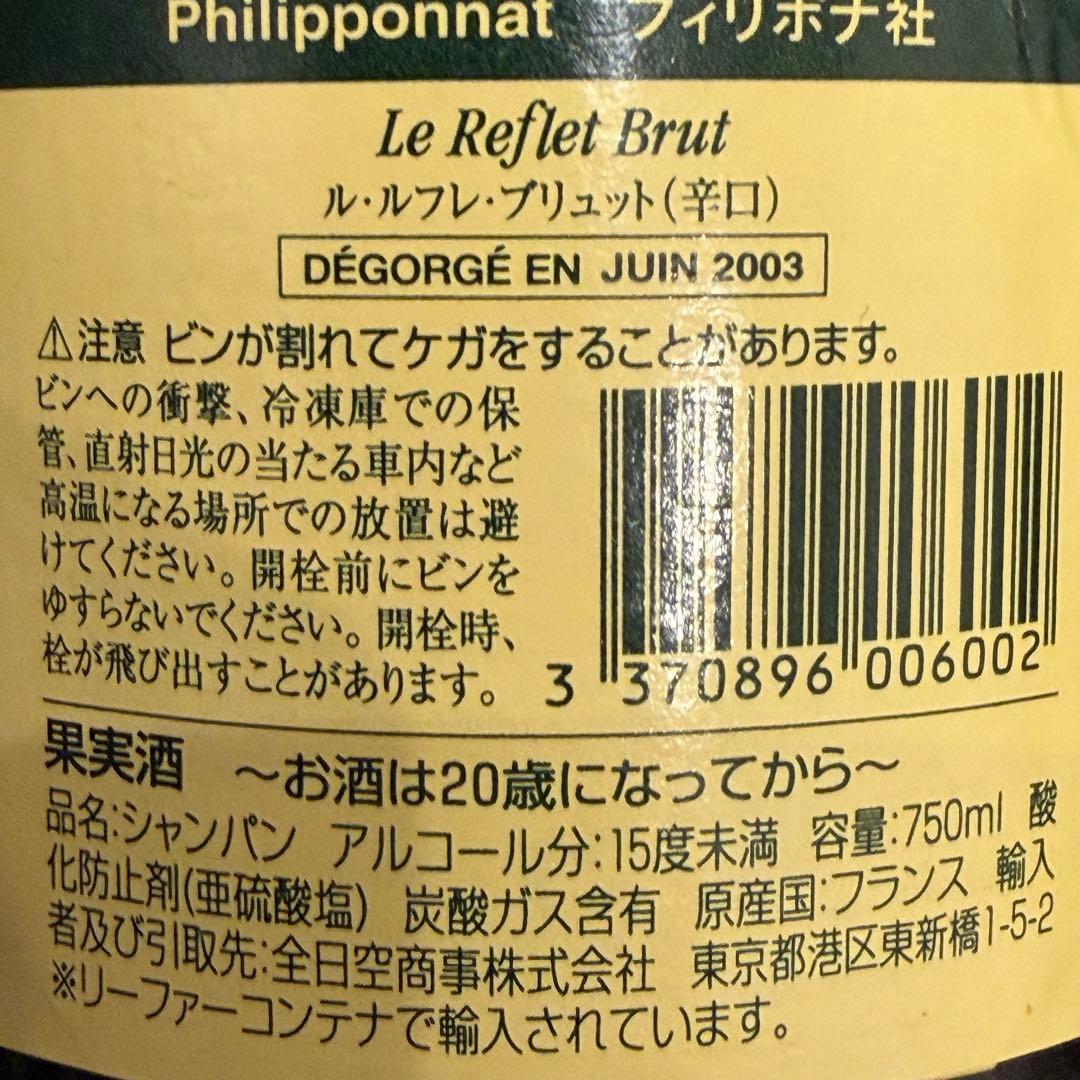 Philipponnat フィリポナ社
Le Reflet Brut
ル・ルフレ・ブリュット(辛口)
DÉGORGÉ EN JUIN 2003
⚠注意 ビンが割れてケガをすることがあります。
ビンへの衝撃、冷凍庫での保
管、直射日光の当たる車内など
高温になる場所での放置は避
けてください。開栓前にビンを
ゆすらないでください。開栓時、
栓が飛び出すことがあります。
3 370896 006002
果実酒 ~お酒は20歳になってから~
品名:シャンパン アルコール分:15度未満 容量:750ml 酸
化防止剤(亜硫酸塩) 炭酸ガス含有 原産国:フランス 輸入
者及び引取先:全日空商事株式会社 東京都港区東新橋1-5-2
※リーファーコンテナで輸入されています。